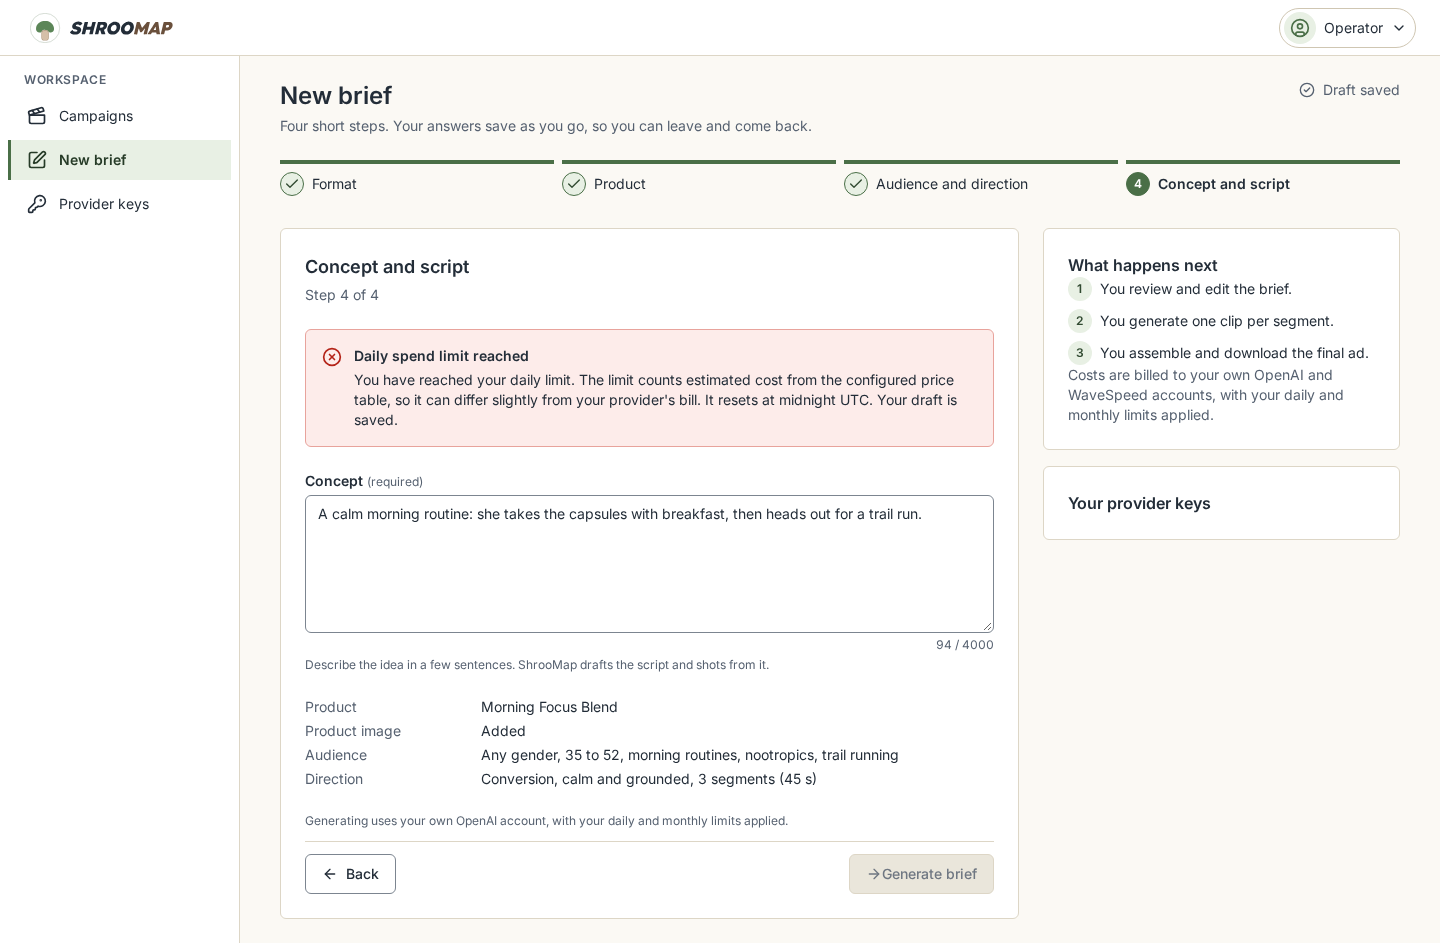 SHROOMAP
Operator
WORKSPACE
Campaigns
New brief
Provider keys
New brief
Draft saved
Four short steps. Your answers save as you go, so you can leave and come back.
Format
Product
Audience and direction
4 Concept and script
Concept and script
Step 4 of 4
Daily spend limit reached
You have reached your daily limit. The limit counts estimated cost from the configured price
table, so it can differ slightly from your provider's bill. It resets at midnight UTC. Your draft is
saved.
Concept (required)
A calm morning routine: she takes the capsules with breakfast, then heads out for a trail run.
94 / 4000
Describe the idea in a few sentences. ShrooMap drafts the script and shots from it.
Product Morning Focus Blend
Product image Added
Audience Any gender, 35 to 52, morning routines, nootropics, trail running
Direction Conversion, calm and grounded, 3 segments (45 s)
Generating uses your own OpenAI account, with your daily and monthly limits applied.
Back
Generate brief
What happens next
1 You review and edit the brief.
2 You generate one clip per segment.
3 You assemble and download the final ad.
Costs are billed to your own OpenAI and
WaveSpeed accounts, with your daily and
monthly limits applied.
Your provider keys